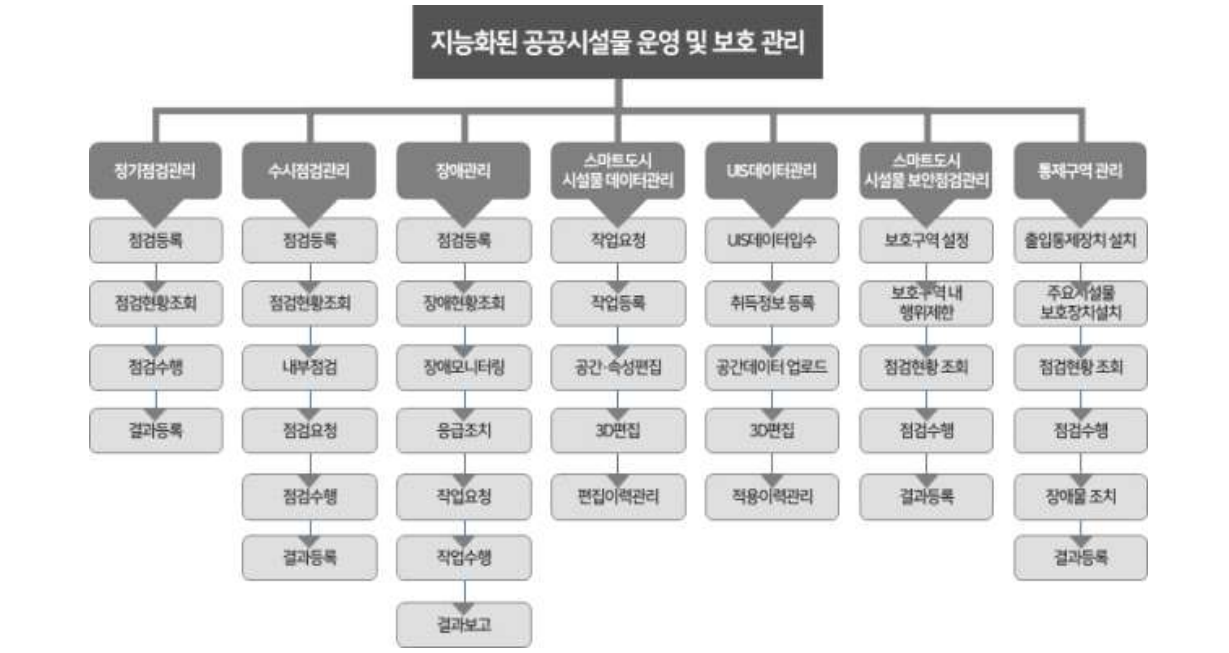 지능화된 공공시설물 운영 및 보호 관리
정기점검관리
점검등록
점검현황조회
점검수행
결과등록
수시점검관리
점검등록
점검현황조회
내부점검
점검요청
점검수행
결과등록
장애관리
점검등록
장애현황조회
장애모니터링
응급조치
작업요청
작업수행
결과보고
스마트도시
시설물 데이터관리
작업요청
작업등록
공간·속성편집
3D편집
편집이력관리
UIS데이터관리
UIS데이터입수
취득정보 등록
공간데이터 업로드
3D편집
적용이력관리
스마트도시
시설물 보안점검관리
보호구역 설정
보호구역 내
행위제한
점검현황 조회
점검수행
결과등록
통제구역 관리
출입통제장치 설치
주요시설물
보호장치설치
점검현황 조회
점검수행
장애물 조치
결과등록